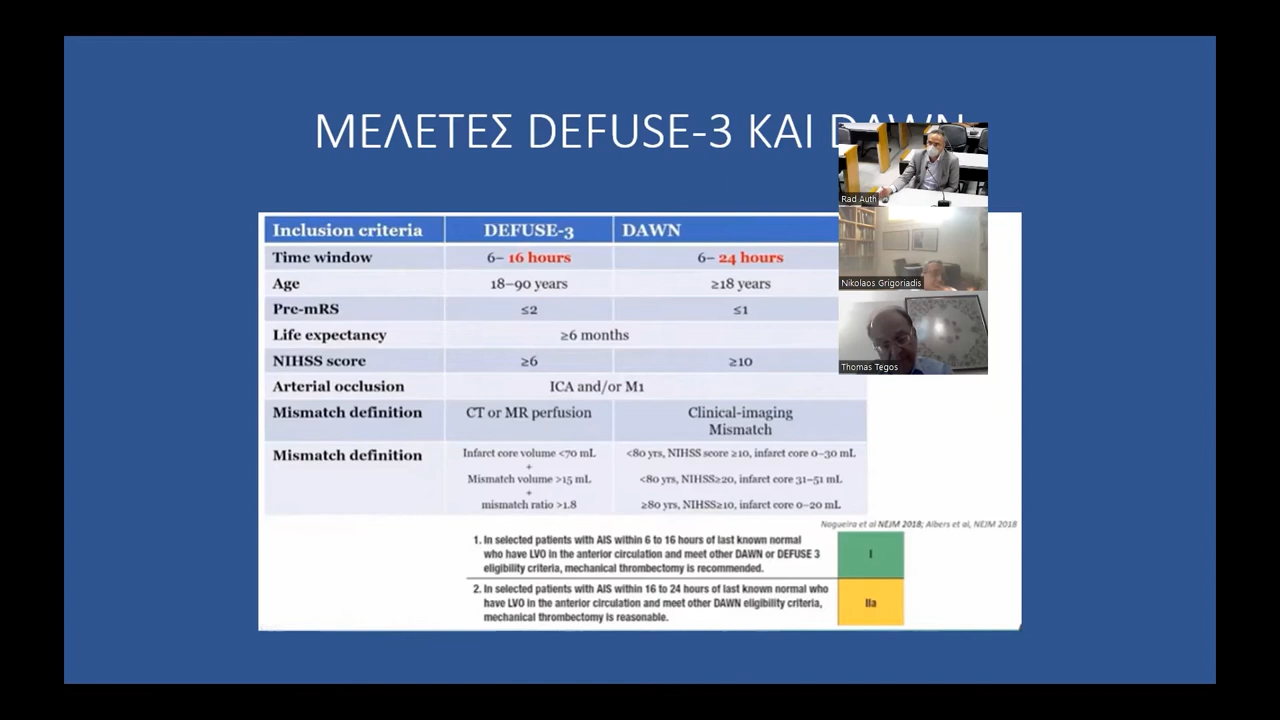 ΜΕΛΕΤΕΣ DEFUSE-3 ΚΑΙ DAWN
Rad Auth
Nikolaos Grigoriadis
Thomas Tegos
Inclusion criteria DEFUSE-3 DAWN
Time window 6– 16 hours 6– 24 hours
Age 18–90 years ≥18 years
Pre-mRS ≤2 ≤1
Life expectancy ≥6 months
NIHSS score ≥6 ≥10
Arterial occlusion ICA and/or M1
Mismatch definition CT or MR perfusion Clinical-imaging
Mismatch
Mismatch definition Infarct core volume <70 mL <80 yrs, NIHSS score ≥10, infarct core 0–30 mL
+
Mismatch volume >15 mL <80 yrs, NIHSS≥20, infarct core 31–51 mL
+
mismatch ratio >1.8 ≥80 yrs, NIHSS≥10, infarct core 0–20 mL
Nogueira et al NEJM 2018; Albers et al, NEJM 2018
1. In selected patients with AIS within 6 to 16 hours of last known normal
who have LVO in the anterior circulation and meet other DAWN or DEFUSE 3
eligibility criteria, mechanical thrombectomy is recommended.
I
2. In selected patients with AIS within 16 to 24 hours of last known normal who
have LVO in the anterior circulation and meet other DAWN eligibility criteria,
mechanical thrombectomy is reasonable.
IIa